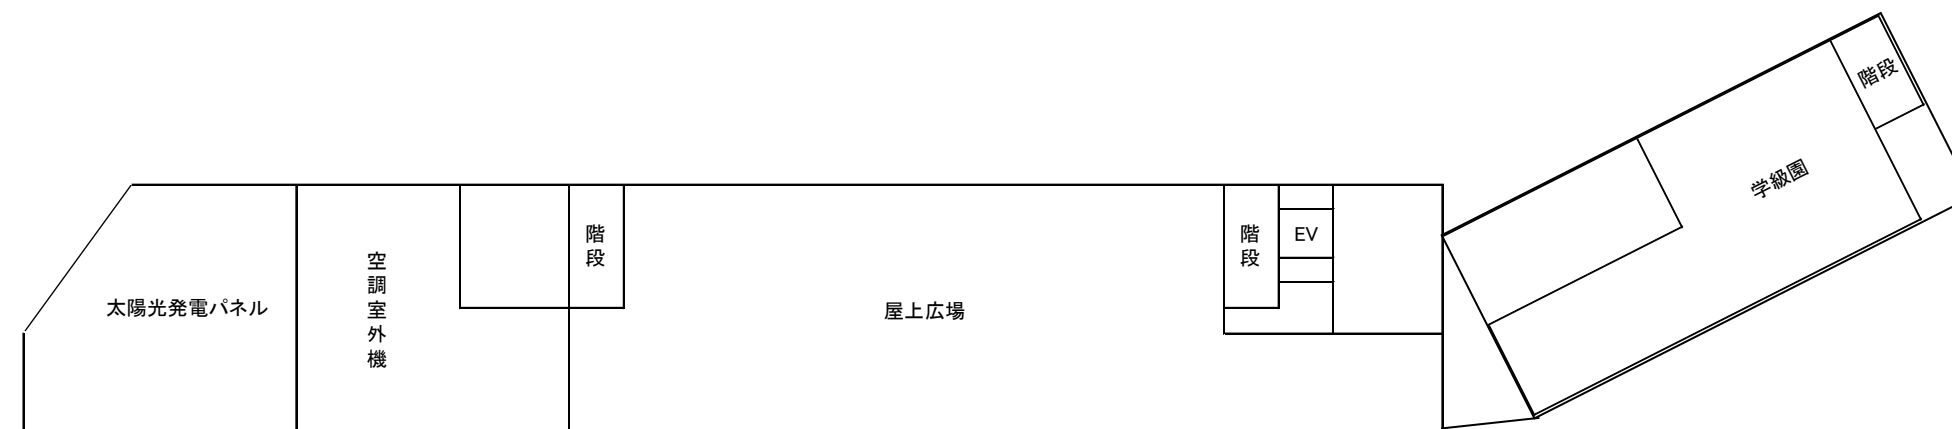 太陽光発電パネル
空調室外機
階段
屋上広場
階段
EV
学級園
階段